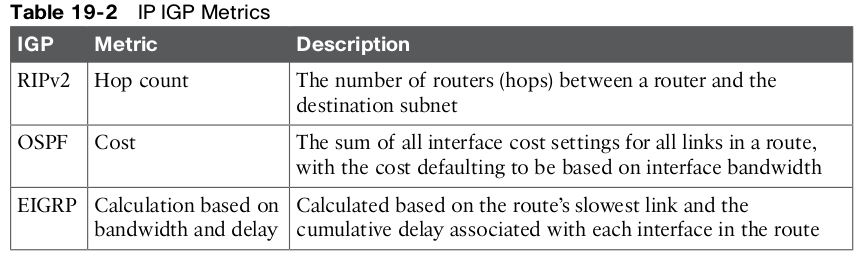 Table 19-2 IP IGP Metrics
IGP Metric Description
RIPv2 Hop count The number of routers (hops) between a router and the
destination subnet
OSPF Cost The sum of all interface cost settings for all links in a route,
with the cost defaulting to be based on interface bandwidth
EIGRP Calculation based on Calculated based on the route’s slowest link and the
bandwidth and delay cumulative delay associated with each interface in the route